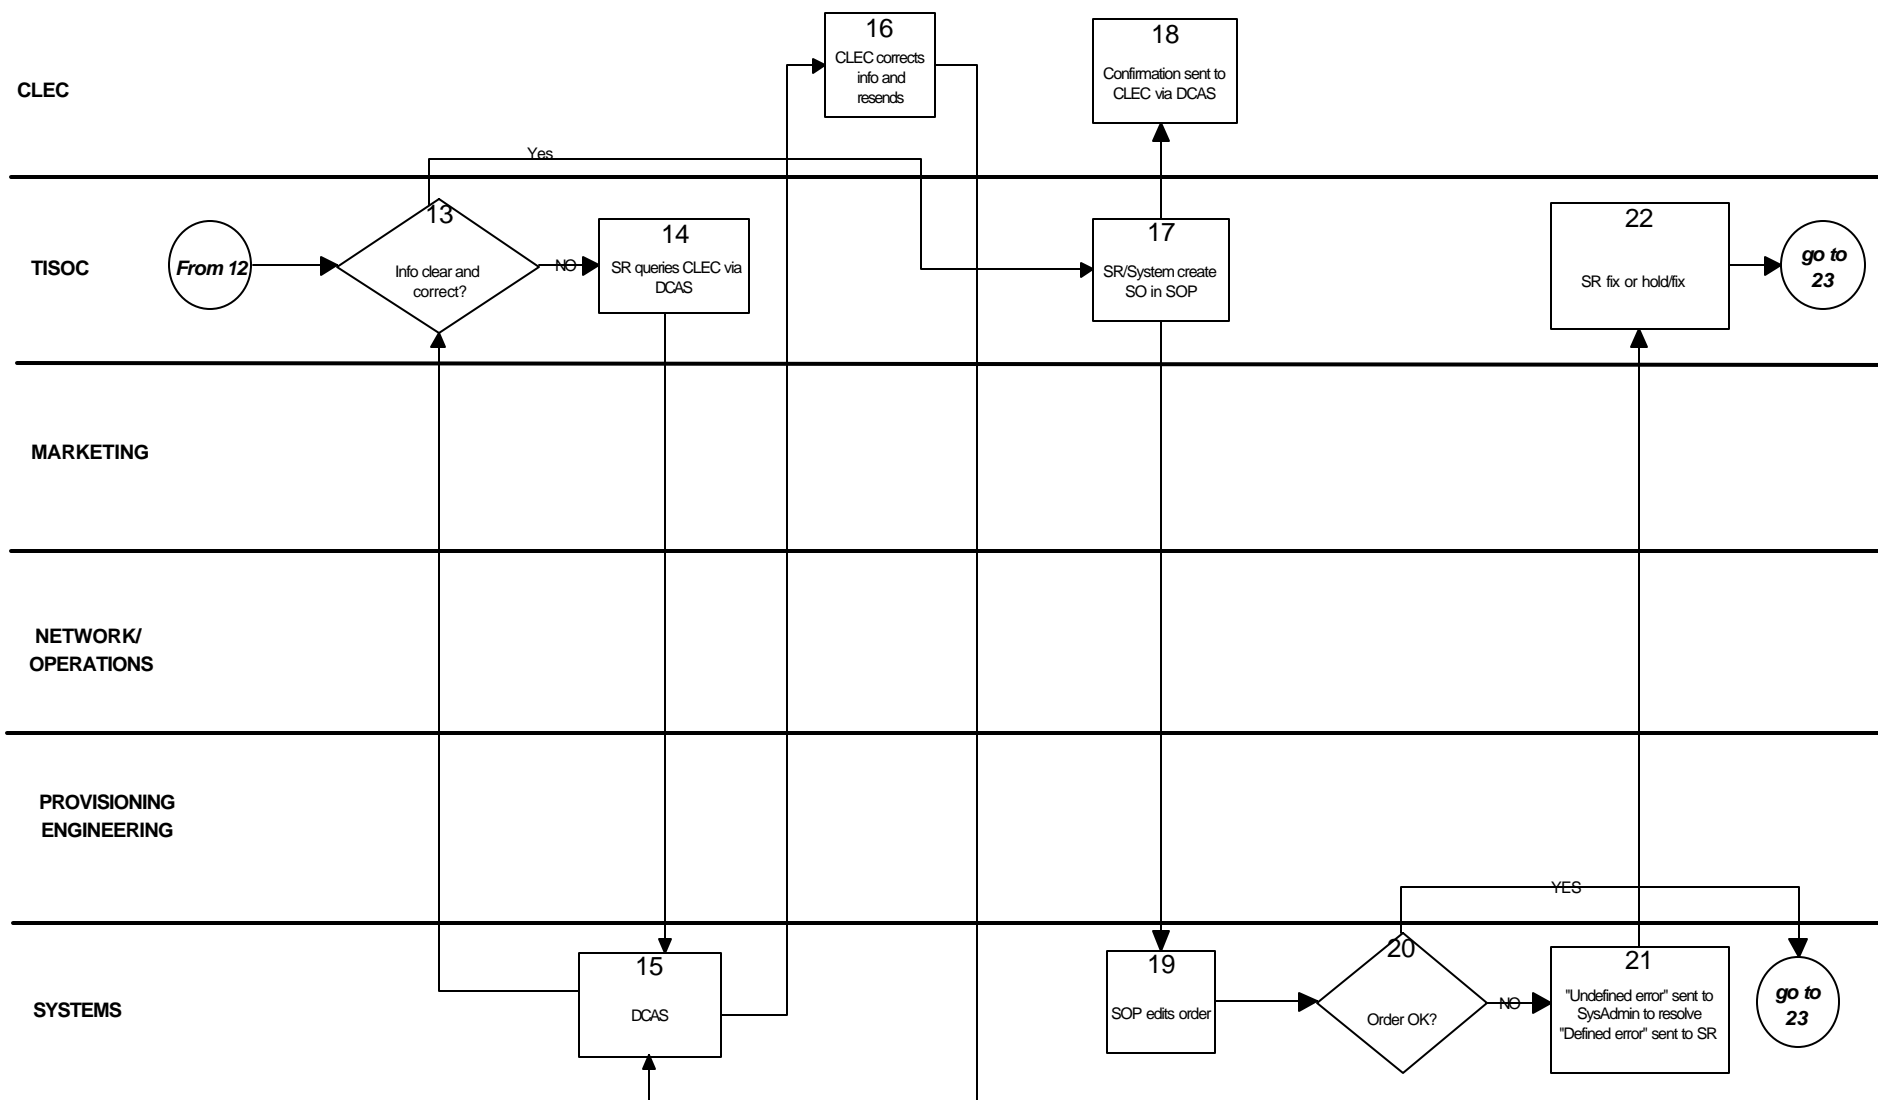 CLEC
16
CLEC corrects
info and
resends
18
Confirmation sent to
CLEC via DCAS
Yes
TISOC
From 12
13
Info clear and
correct?
NO
14
SR queries CLEC via
DCAS
17
SR/System create
SO in SOP
22
SR fix or hold/fix
go to
23
MARKETING
NETWORK/
OPERATIONS
PROVISIONING
ENGINEERING
YES
SYSTEMS
15
DCAS
19
SOP edits order
20
Order OK?
NO
21
"Undefined error" sent to
SysAdmin to resolve
"Defined error" sent to SR
go to
23